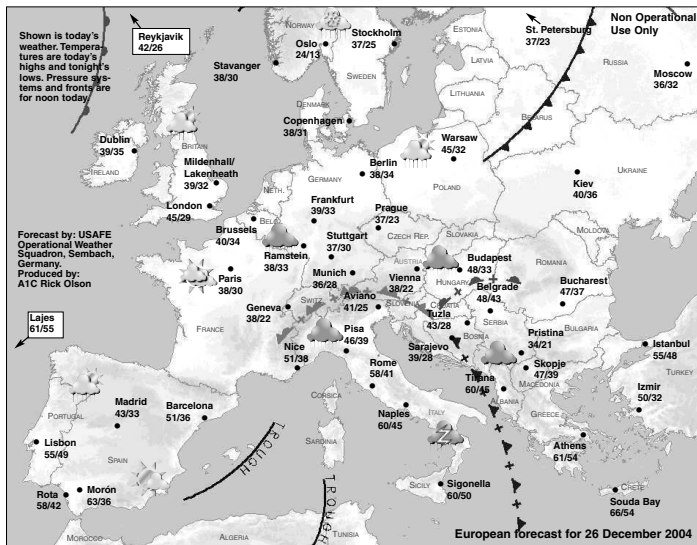 Shown is today's
weather. Tempera-
tures are today's
highs and tonight's
lows. Pressure sys-
tems and fronts are
for noon today.
Reykjavik
42/26
NORWAY
Oslo
24/13
Stockholm
37/25
SWEDEN
Stavanger
38/30
ESTONIA
LATVIA
LITHUANIA
St. Petersburg
37/23
Non Operational
Use Only
RUSSIA
Moscow
36/32
BELARUS
DENMARK
Copenhagen
38/31
Dublin
39/35
IRELAND
BRITAIN
Mildenhall/
Lakenheath
39/32
London
45/29
NETH.
BELG.
Brussels
40/34
GERMANY
Berlin
38/34
Warsaw
45/32
POLAND
Kiev
40/36
UKRAINE
Frankfurt
39/33
Prague
37/23
CZECH REP.
SLOVAKIA
MOLDOVA
Stuttgart
37/30
Ramstein
38/33
Forecast by: USAFE
Operational Weather
Squadron, Sembach,
Germany.
Produced by:
A1C Rick Olson
Paris
38/30
Munich
36/28
AUSTRIA
Vienna
38/22
Budapest
48/33
HUNGARY
ROMANIA
Bucharest
47/37
Belgrade
48/43
Lajes
61/55
Geneva
38/22
SWITZ.
Aviano
41/25
SLOVENIA
CROATIA
Tuzla
43/28
BOSNIA
SERBIA
BULGARIA
FRANCE
Pisa
46/39
Nice
51/38
Sarajevo
39/28
Pristina
34/21
Skopje
47/39
MACEDONIA
Istanbul
55/48
TURKEY
Rome
58/41
Tirana
60/45
ALBANIA
Izmir
50/32
PORTUGAL
Madrid
43/33
Barcelona
51/36
CORSICA
Naples
60/45
ITALY
GREECE
Athens
61/54
Lisbon
55/49
SPAIN
SARDINIA
TROUGH
Rota
58/42
Morón
63/36
SICILY
Sigonella
60/50
CRETE
Souda Bay
66/54
TROUGH
MOROCCO
ALGERIA
TUNISIA
European forecast for 26 December 2004